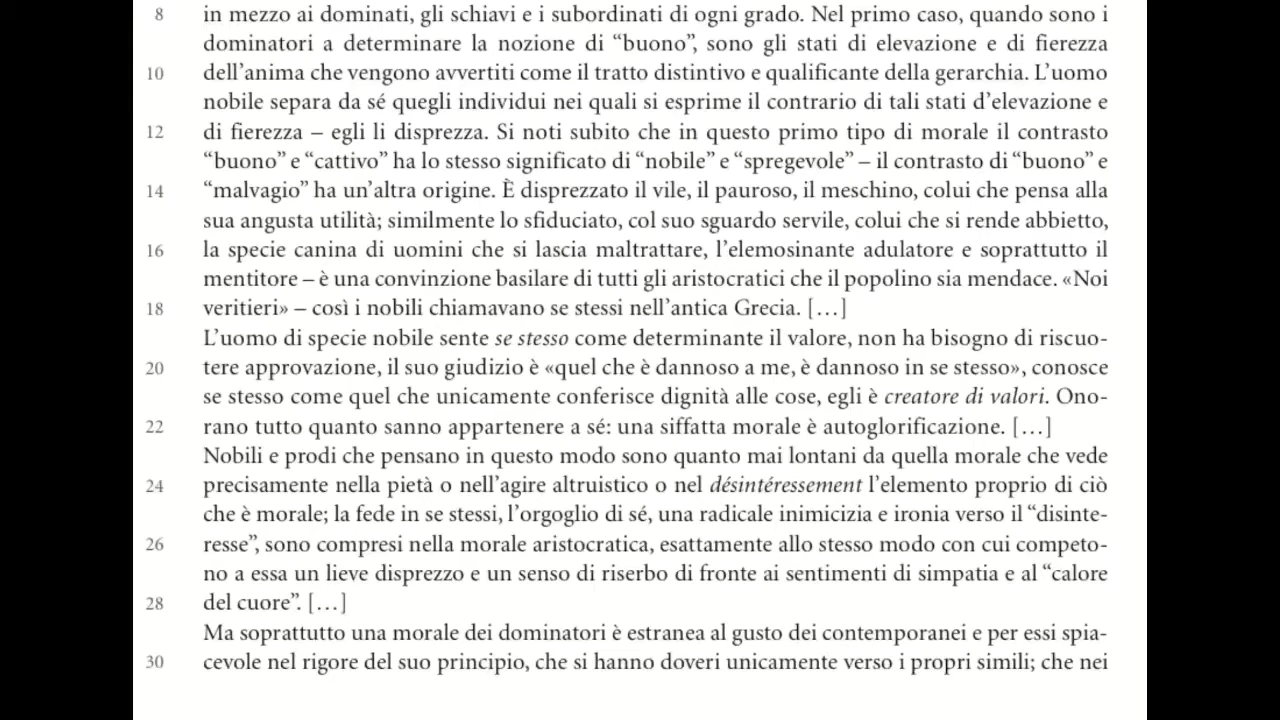 8 in mezzo ai dominati, gli schiavi e i subordinati di ogni grado. Nel primo caso, quando sono i
dominatori a determinare la nozione di “buono”, sono gli stati di elevazione e di fierezza
10 dell’anima che vengono avvertiti come il tratto distintivo e qualificante della gerarchia. L’uomo
nobile separa da sé quegli individui nei quali si esprime il contrario di tali stati d’elevazione e
12 di fierezza – egli li disprezza. Si noti subito che in questo primo tipo di morale il contrasto
“buono” e “cattivo” ha lo stesso significato di “nobile” e “spregevole” – il contrasto di “buono” e
14 “malvagio” ha un’altra origine. È disprezzato il vile, il pauroso, il meschino, colui che pensa alla
sua angusta utilità; similmente lo sfiduciato, col suo sguardo servile, colui che si rende abbietto,
16 la specie canina di uomini che si lascia maltrattare, l’elemosinante adulatore e soprattutto il
mentitore – è una convinzione basilare di tutti gli aristocratici che il popolino sia mendace. «Noi
18 veritieri» – così i nobili chiamavano se stessi nell’antica Grecia. […]
L’uomo di specie nobile sente se stesso come determinante il valore, non ha bisogno di riscuo-
20 tere approvazione, il suo giudizio è «quel che è dannoso a me, è dannoso in se stesso», conosce
se stesso come quel che unicamente conferisce dignità alle cose, egli è creatore di valori. Ono-
22 rano tutto quanto sanno appartenere a sé: una siffatta morale è autoglorificazione. […]
Nobili e prodi che pensano in questo modo sono quanto mai lontani da quella morale che vede
24 precisamente nella pietà o nell’agire altruistico o nel désintéressement l’elemento proprio di ciò
che è morale; la fede in se stessi, l’orgoglio di sé, una radicale inimicizia e ironia verso il “disinte-
26 resse”, sono compresi nella morale aristocratica, esattamente allo stesso modo con cui competo-
no a essa un lieve disprezzo e un senso di riserbo di fronte ai sentimenti di simpatia e al “calore
28 del cuore”. […]
Ma soprattutto una morale dei dominatori è estranea al gusto dei contemporanei e per essi spia-
30 cevole nel rigore del suo principio, che si hanno doveri unicamente verso i propri simili; che nei